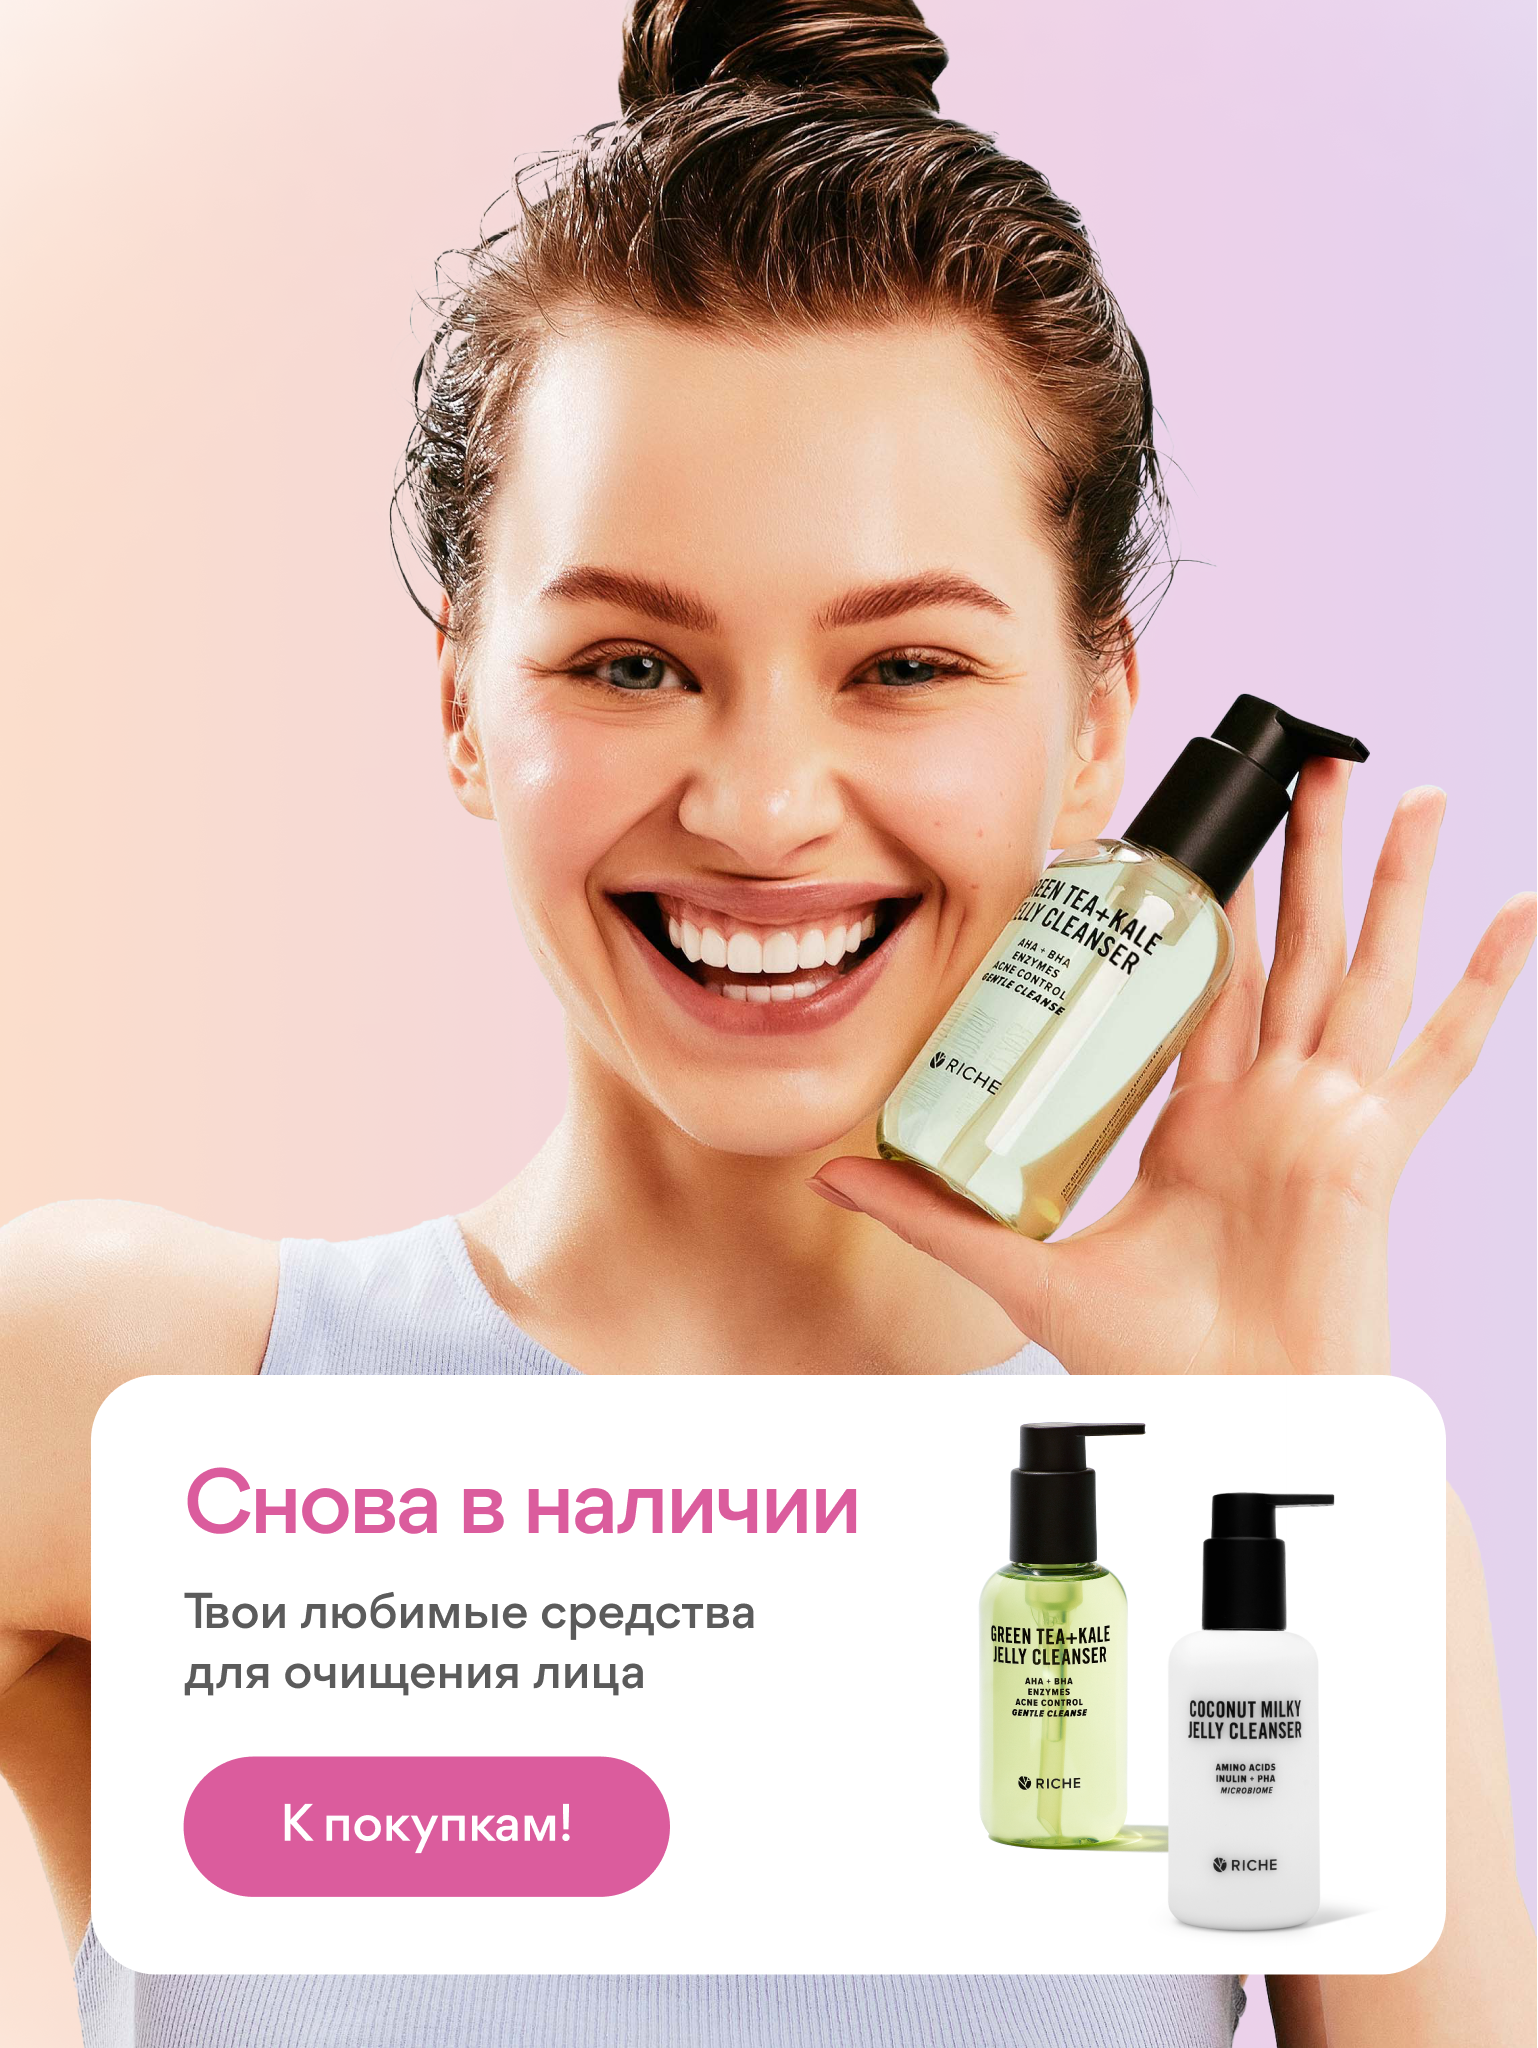 GREEN TEA+KALE
JELLY CLEANSER
AHA + BHA
ENZYMES
ACNE CONTROL
GENTLE CLEANSE
RICHE
Снова в наличии
Твои любимые средства
для очищения лица
К покупкам!
GREEN TEA+KALE
JELLY CLEANSER
AHA + BHA
ENZYMES
ACNE CONTROL
GENTLE CLEANSE
RICHE
COCONUT MILKY
JELLY CLEANSER
AMINO ACIDS
INULIN + PHA
MICROBIOME
RICHE